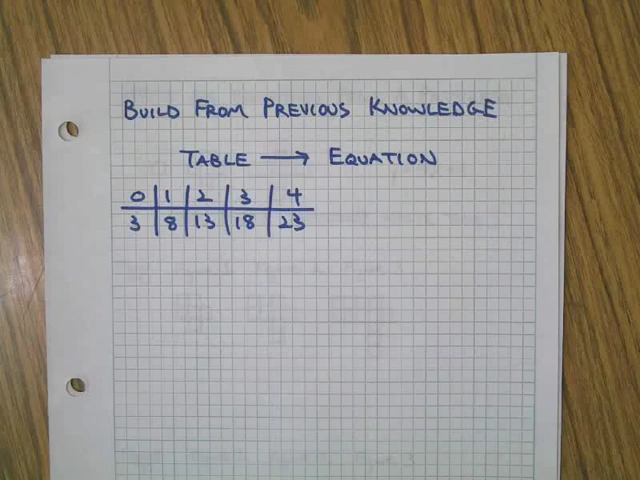 BUILD FROM PREVIOUS KNOWLEDGE
TABLE → EQUATION
0 | 1 | 2 | 3 | 4
3 | 8 | 13 | 18 | 23